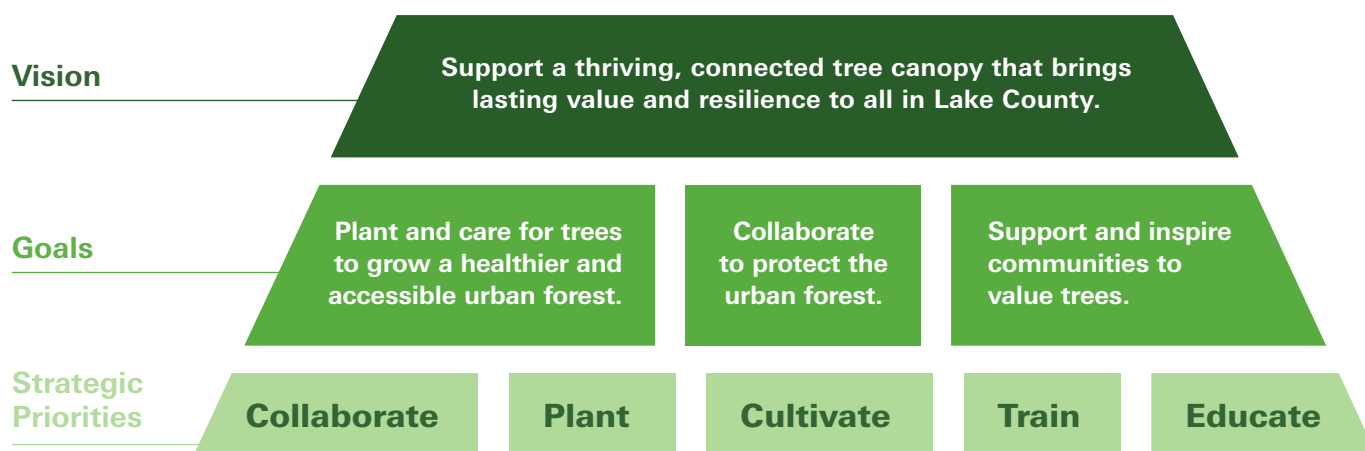 Vision
Support a thriving, connected tree canopy that brings
lasting value and resilience to all in Lake County.
Goals
Plant and care for trees
to grow a healthier and
accessible urban forest.
Collaborate
to protect the
urban forest.
Support and inspire
communities to
value trees.
Strategic
Priorities
Collaborate
Plant
Cultivate
Train
Educate